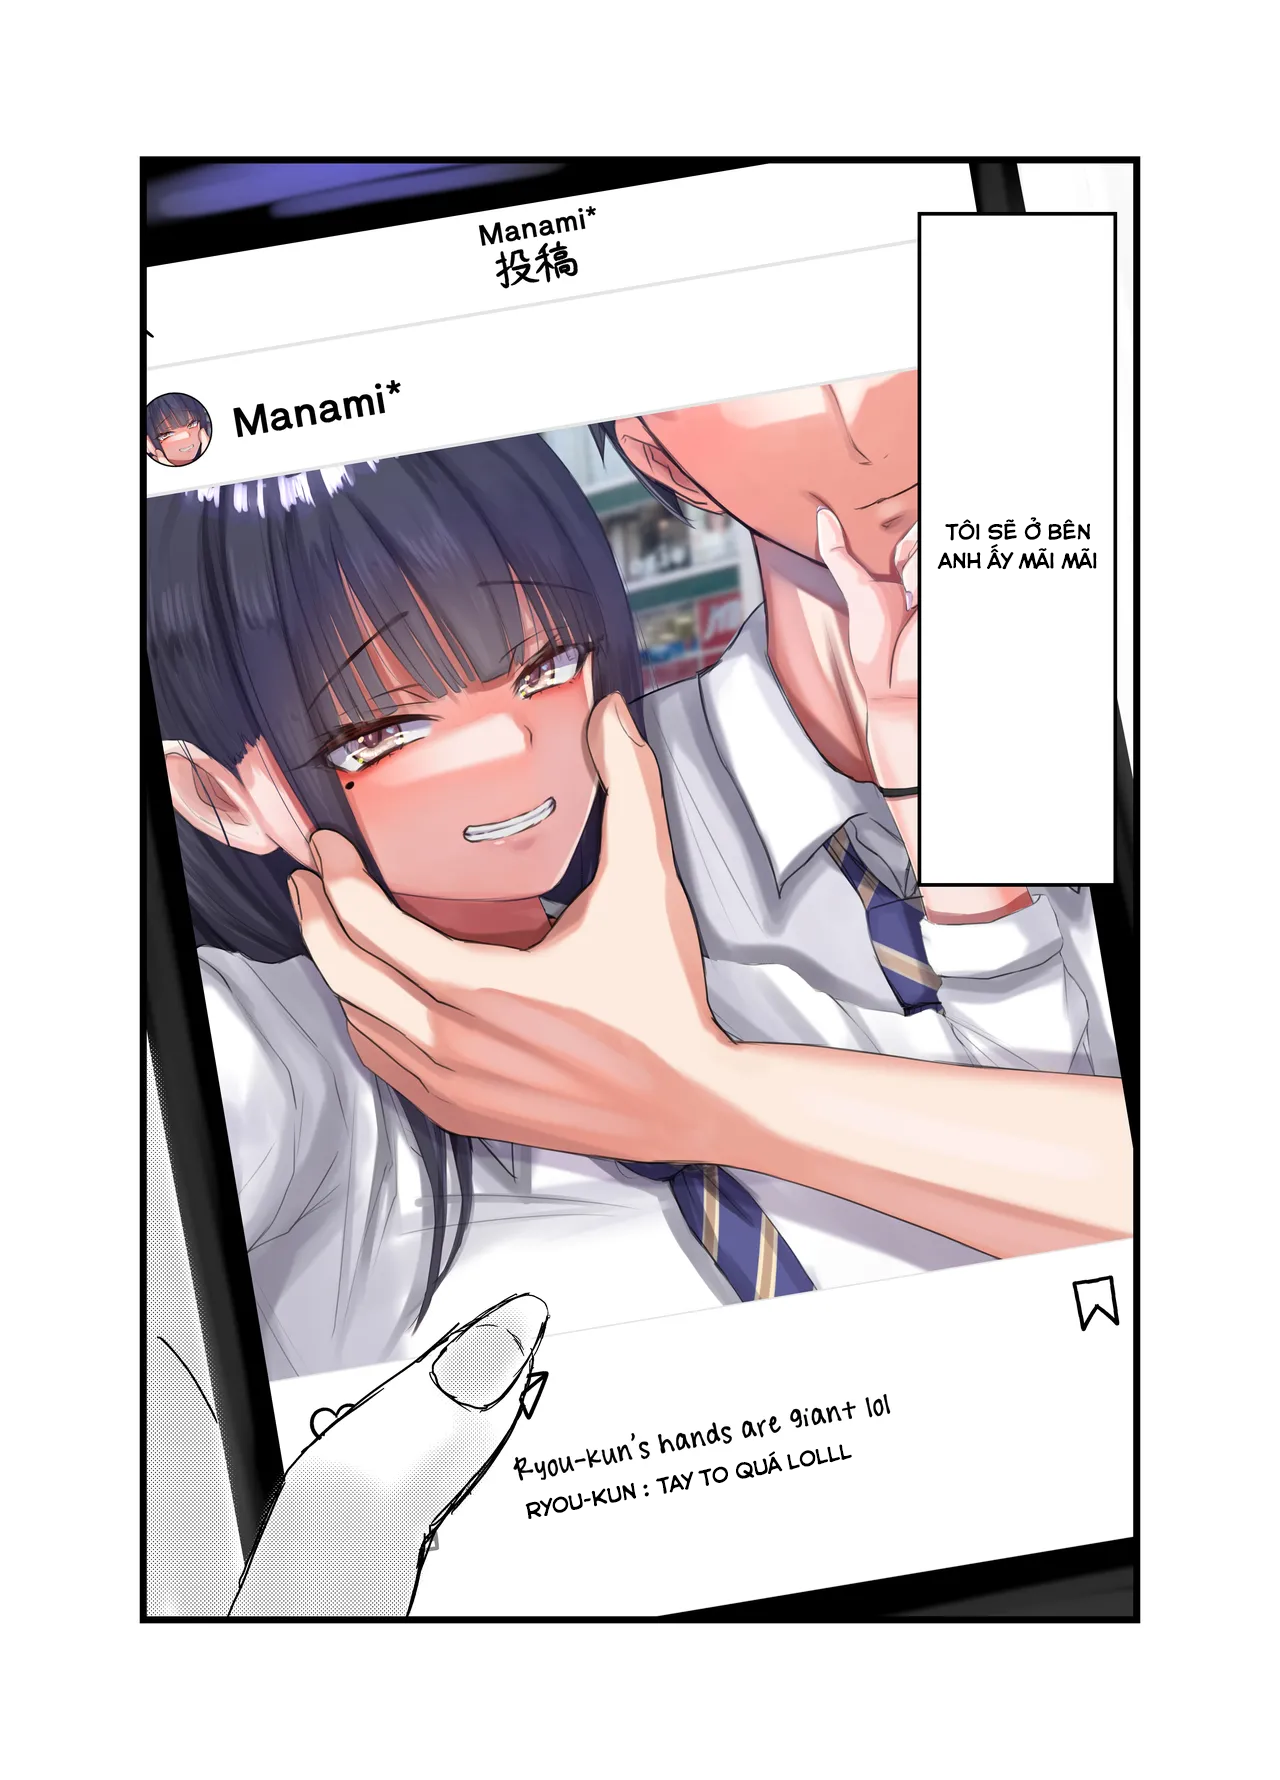 Manami*
投稿
Manami*
TÔI SẼ Ở BÊN
ANH ẤY MÃI MÃI
Ryou-kun's hands are giant lol
RYOU-KUN : TAY TO QUÁ LOLLL